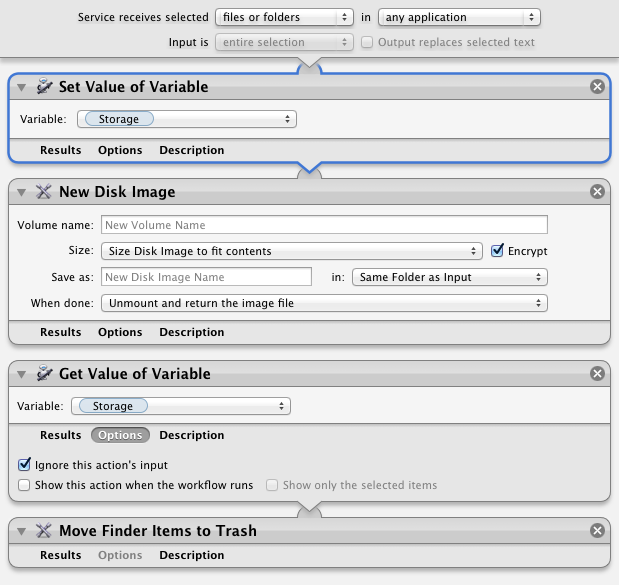 Service receives selected files or folders in any application
Input is entire selection Output replaces selected text
Set Value of Variable
Variable: Storage
Results Options Description
New Disk Image
Volume name: New Volume Name
Size: Size Disk Image to fit contents Encrypt
Save as: New Disk Image Name in: Same Folder as Input
When done: Unmount and return the image file
Results Options Description
Get Value of Variable
Variable: Storage
Results Options Description
Ignore this action's input
Show this action when the workflow runs Show only the selected items
Move Finder Items to Trash
Results Options Description